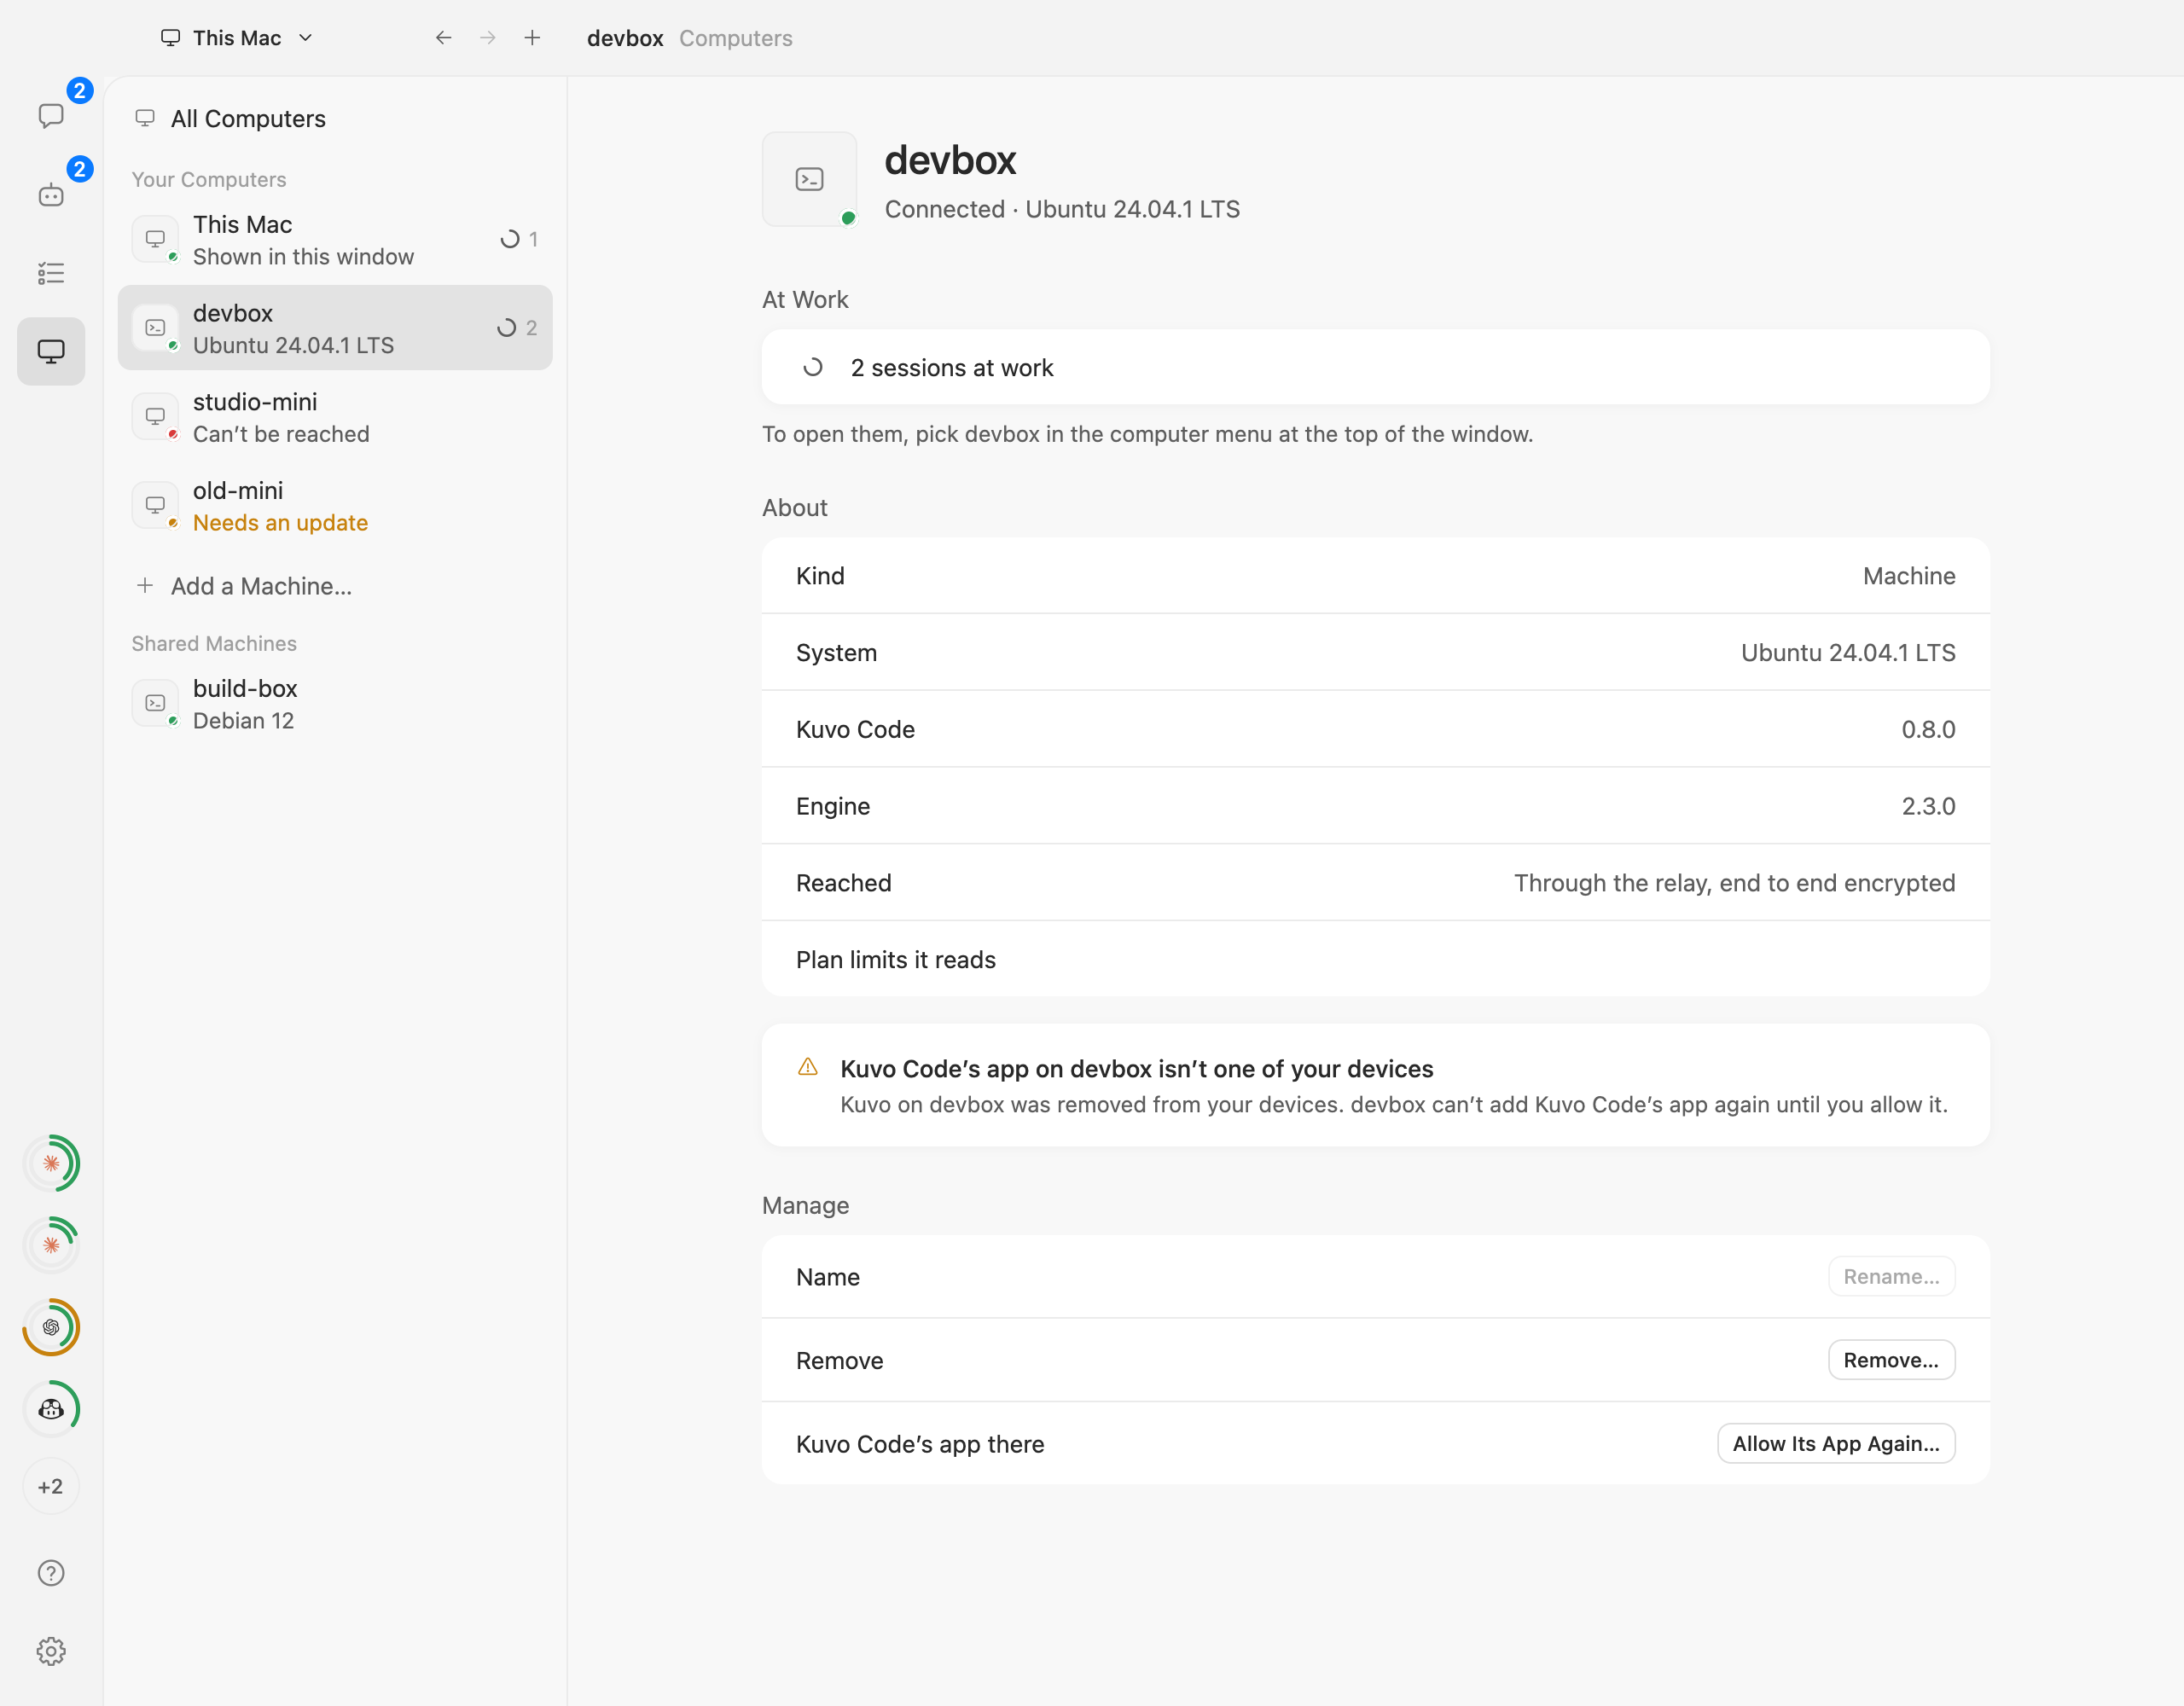 This Mac
devbox Computers
2
2
All Computers
Your Computers
This Mac
Shown in this window
1
devbox
Ubuntu 24.04.1 LTS
2
studio-mini
Can’t be reached
old-mini
Needs an update
Add a Machine...
Shared Machines
build-box
Debian 12
+2
devbox
Connected · Ubuntu 24.04.1 LTS
At Work
2 sessions at work
To open them, pick devbox in the computer menu at the top of the window.
About
Kind Machine
System Ubuntu 24.04.1 LTS
Kuvo Code 0.8.0
Engine 2.3.0
Reached Through the relay, end to end encrypted
Plan limits it reads
Kuvo Code’s app on devbox isn’t one of your devices
Kuvo on devbox was removed from your devices. devbox can’t add Kuvo Code’s app again until you allow it.
Manage
Name Rename...
Remove Remove...
Kuvo Code’s app there Allow Its App Again...